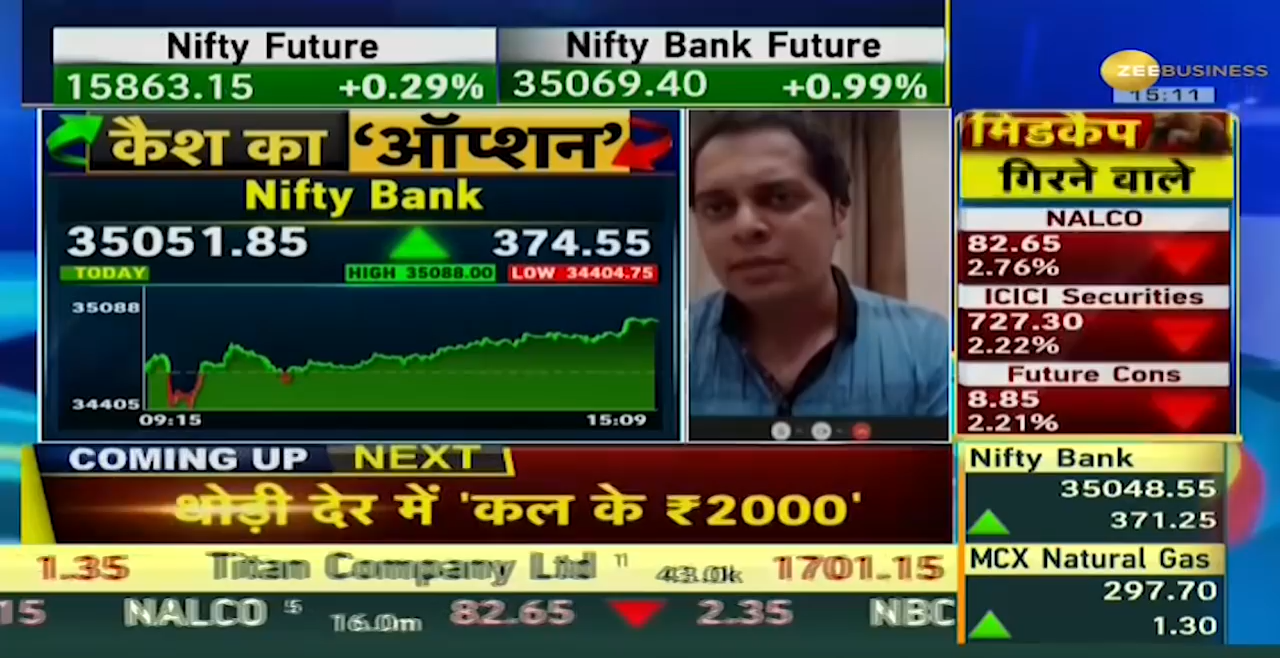 Nifty Future
15863.15 +0.29%
Nifty Bank Future
35069.40 +0.99%
ZEEBUSINESS
15:11
कैश का 'ऑप्शन'
Nifty Bank
35051.85 374.55
TODAY HIGH 35088.00 LOW 34404.75
35088
34405
09:15 15:09
मिडकैप
गिरने वाले
NALCO
82.65
2.76%
ICICI Securities
727.30
2.22%
Future Cons
8.85
2.21%
COMING UP NEXT
थोड़ी देर में 'कल के ₹2000'
Nifty Bank
35048.55
371.25
MCX Natural Gas
297.70
1.30
1.35 Titan Company Ltd 11 43.0k 1701.15
15 NALCO 5 16.0m 82.65 2.35 NBC